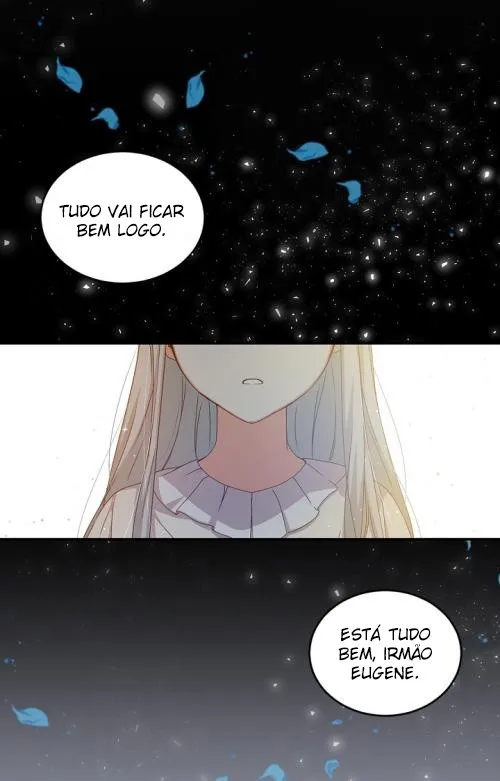 TUDO VAI FICAR
BEM LOGO.
ESTÁ TUDO
BEM, IRMÃO
EUGENE.